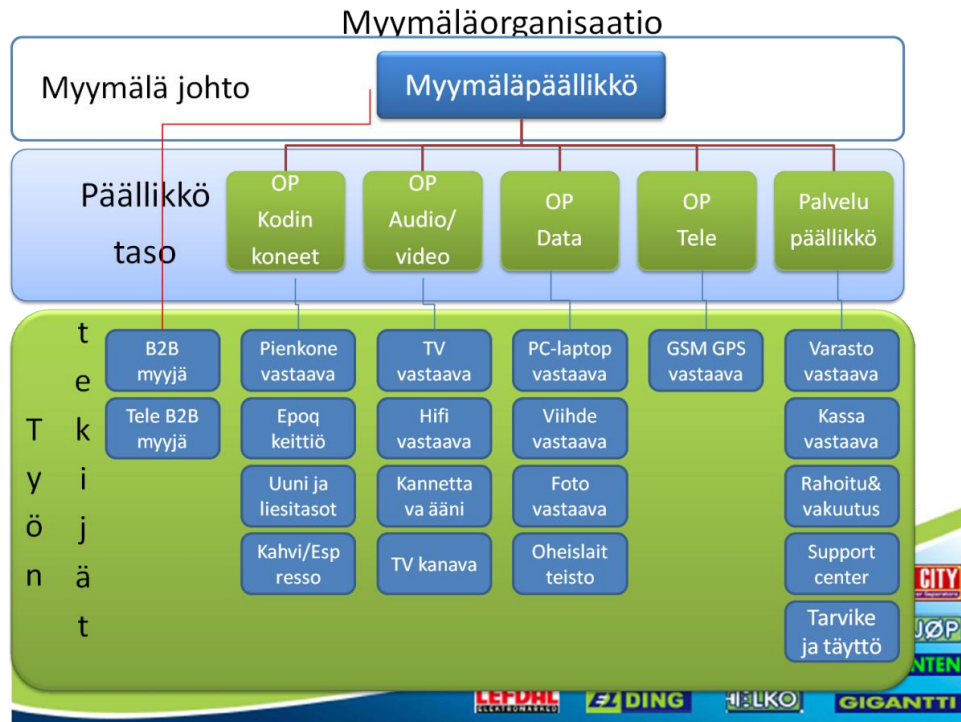 Myymäläorganisaatio
Myymälä johto
Myymäläpäällikkö
Päällikkö
taso
OP
Kodin
koneet
OP
Audio/
video
OP
Data
OP
Tele
Palvelu
päällikkö
Työn
tekijät
B2B
myyjä
Tele B2B
myyjä
Pienkone
vastaava
Epoq
keittiö
Uuni ja
liesitasot
Kahvi/Esp
resso
TV
vastaava
Hifi
vastaava
Kannetta
va ääni
TV kanava
PC-laptop
vastaava
Viihde
vastaava
Foto
vastaava
Oheislait
teisto
GSM GPS
vastaava
Varasto
vastaava
Kassa
vastaava
Rahoitu&
vakuutus
Support
center
Tarvike
ja täyttö
CITY
JØP
NTEN
LEFDAL
DING
GIGANTTI